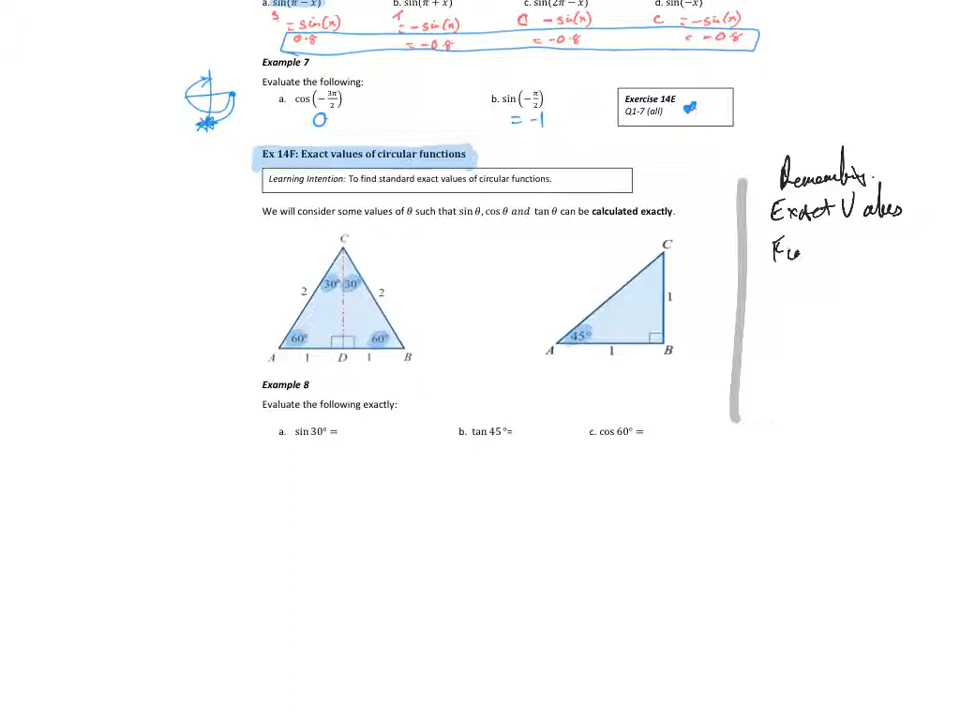 a. sin(π − x) b. sin(π + x) c. sin(2π − x) d. sin(−x)
S = sin(x) T = −sin(x) C −sin(x) C = −sin(x)
0.8 = −0.8 = −0.8 = −0.8
Example 7
Evaluate the following:
a. cos(−3π/2) b. sin(−π/2)
0 = −1
Exercise 14E
Q1-7 (all)
Ex 14F: Exact values of circular functions
Learning Intention: To find standard exact values of circular functions.
We will consider some values of θ such that sin θ, cos θ and tan θ can be calculated exactly.
C
30° 30°
2 2
60° 60°
A 1 D 1 B
C
1
45°
A 1 B
Remembering
Exact Values
Example 8
Evaluate the following exactly:
a. sin 30° = b. tan 45°= c. cos 60° =